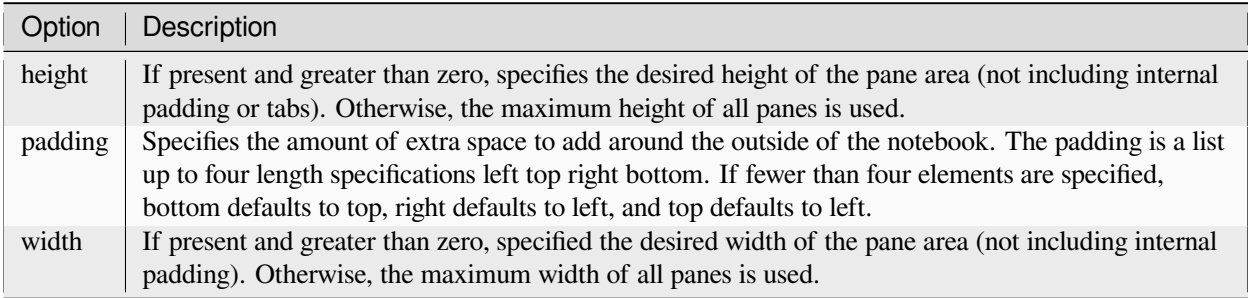 Option Description
height If present and greater than zero, specifies the desired height of the pane area (not including internal
padding or tabs). Otherwise, the maximum height of all panes is used.
padding Specifies the amount of extra space to add around the outside of the notebook. The padding is a list
up to four length specifications left top right bottom. If fewer than four elements are specified,
bottom defaults to top, right defaults to left, and top defaults to left.
width If present and greater than zero, specified the desired width of the pane area (not including internal
padding). Otherwise, the maximum width of all panes is used.